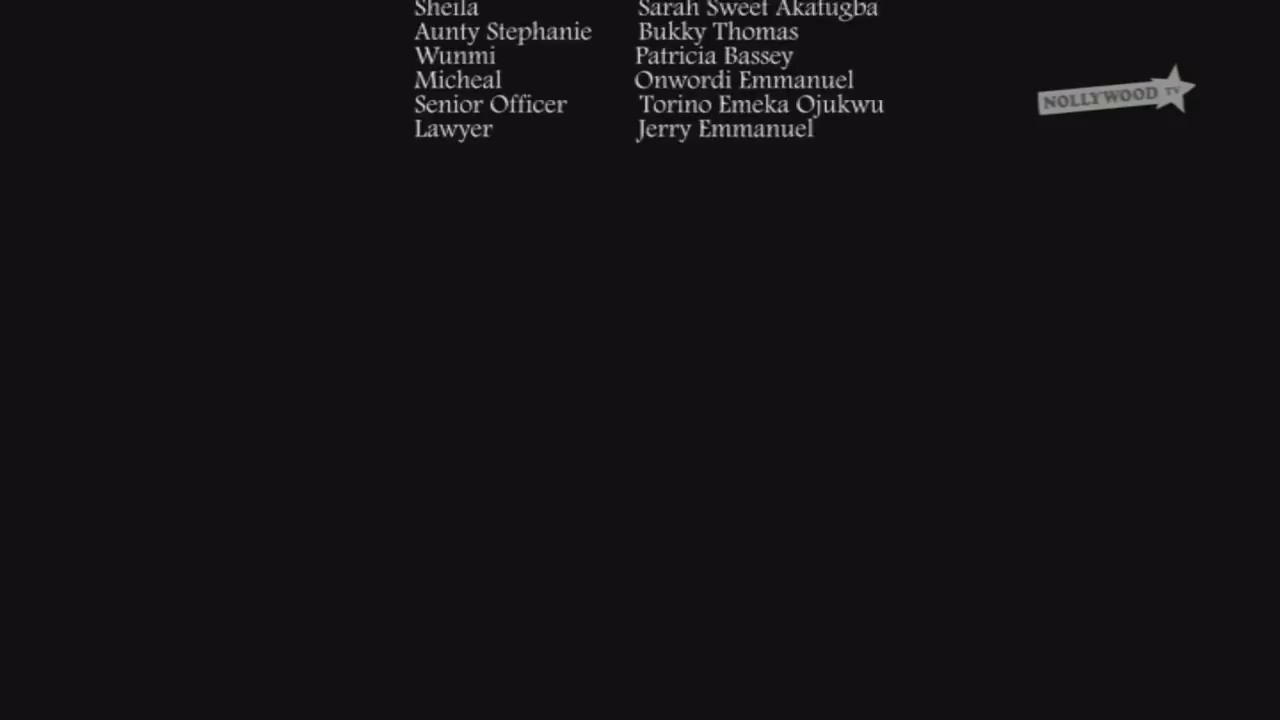 Sheila Sarah Sweet Akatugba
Aunty Stephanie Bukky Thomas
Wunmi Patricia Bassey
Micheal Onwordi Emmanuel
Senior Officer Torino Emeka Ojukwu
Lawyer Jerry Emmanuel
NOLLYWOOD TV